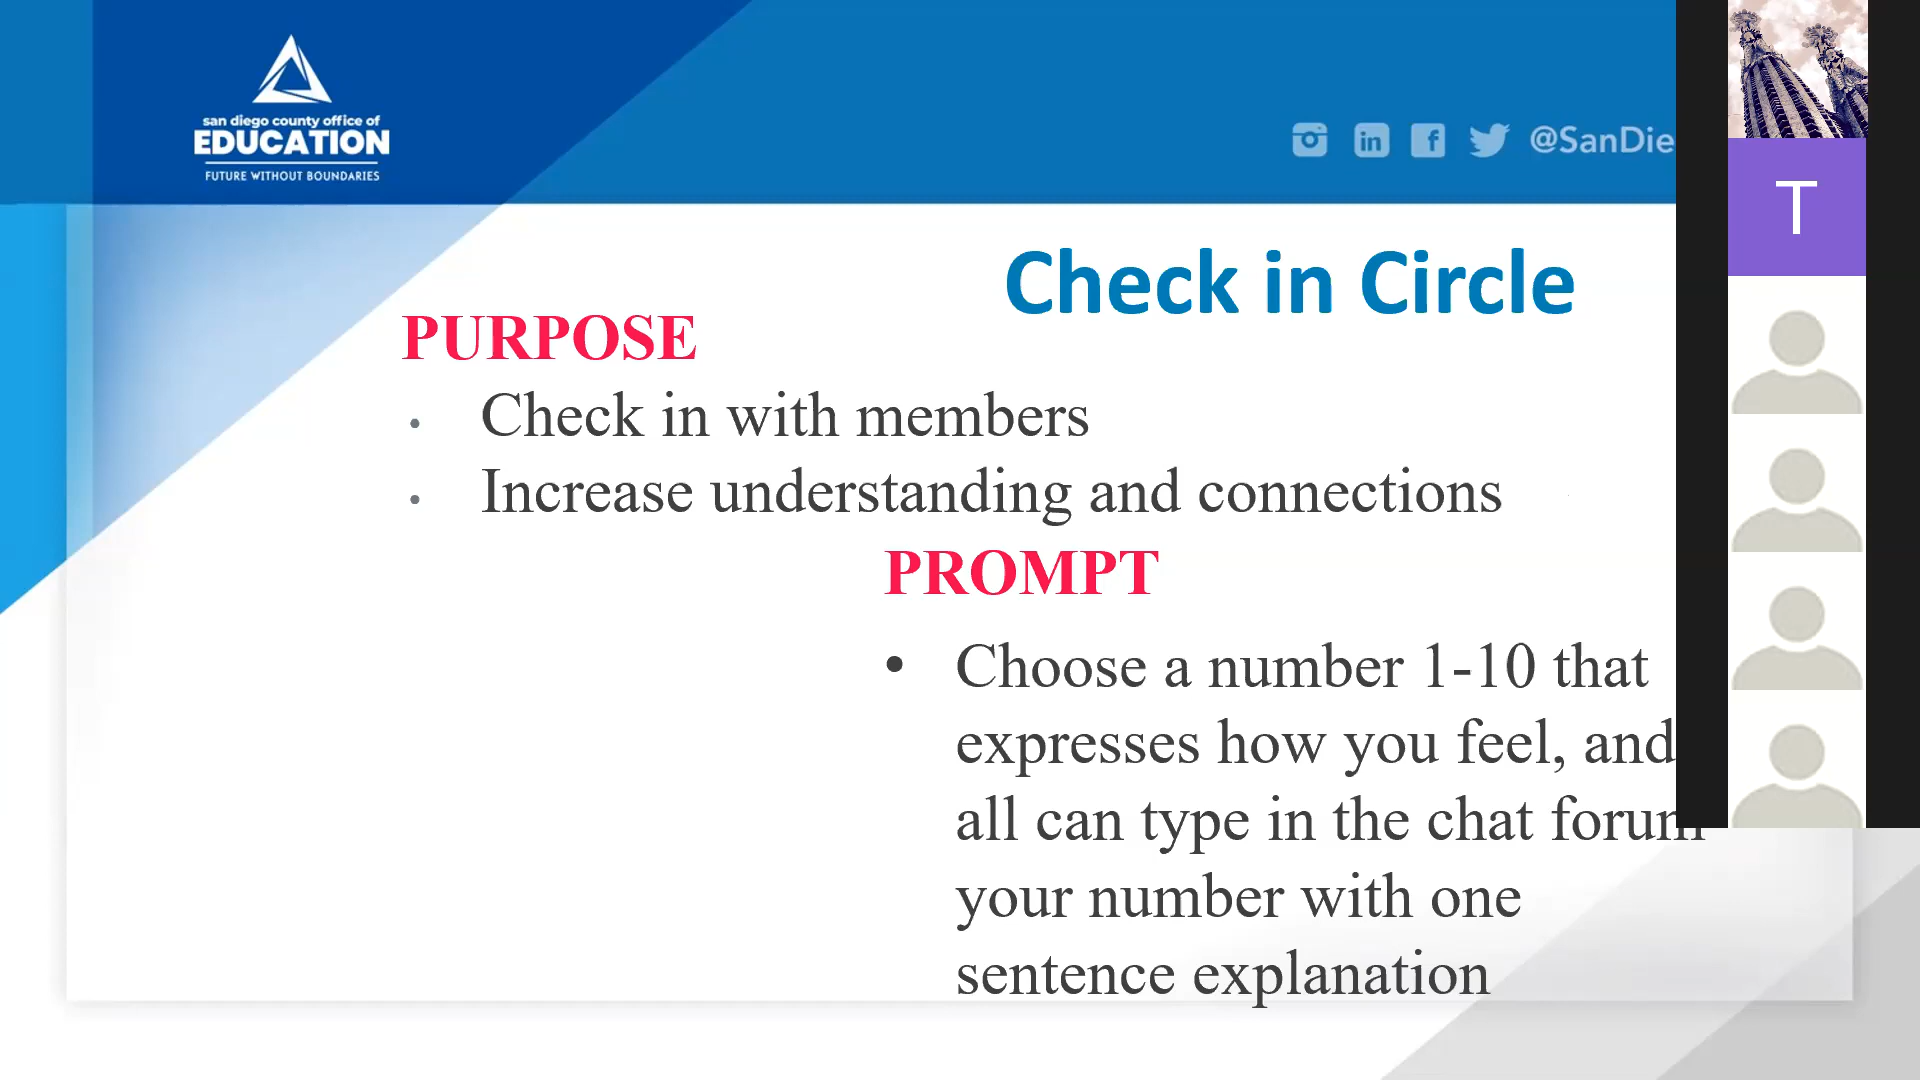 san diego county office of
EDUCATION
FUTURE WITHOUT BOUNDARIES
@SanDie
T
Check in Circle
PURPOSE
• Check in with members
• Increase understanding and connections
PROMPT
• Choose a number 1-10 that
expresses how you feel, and
all can type in the chat forum
your number with one
sentence explanation